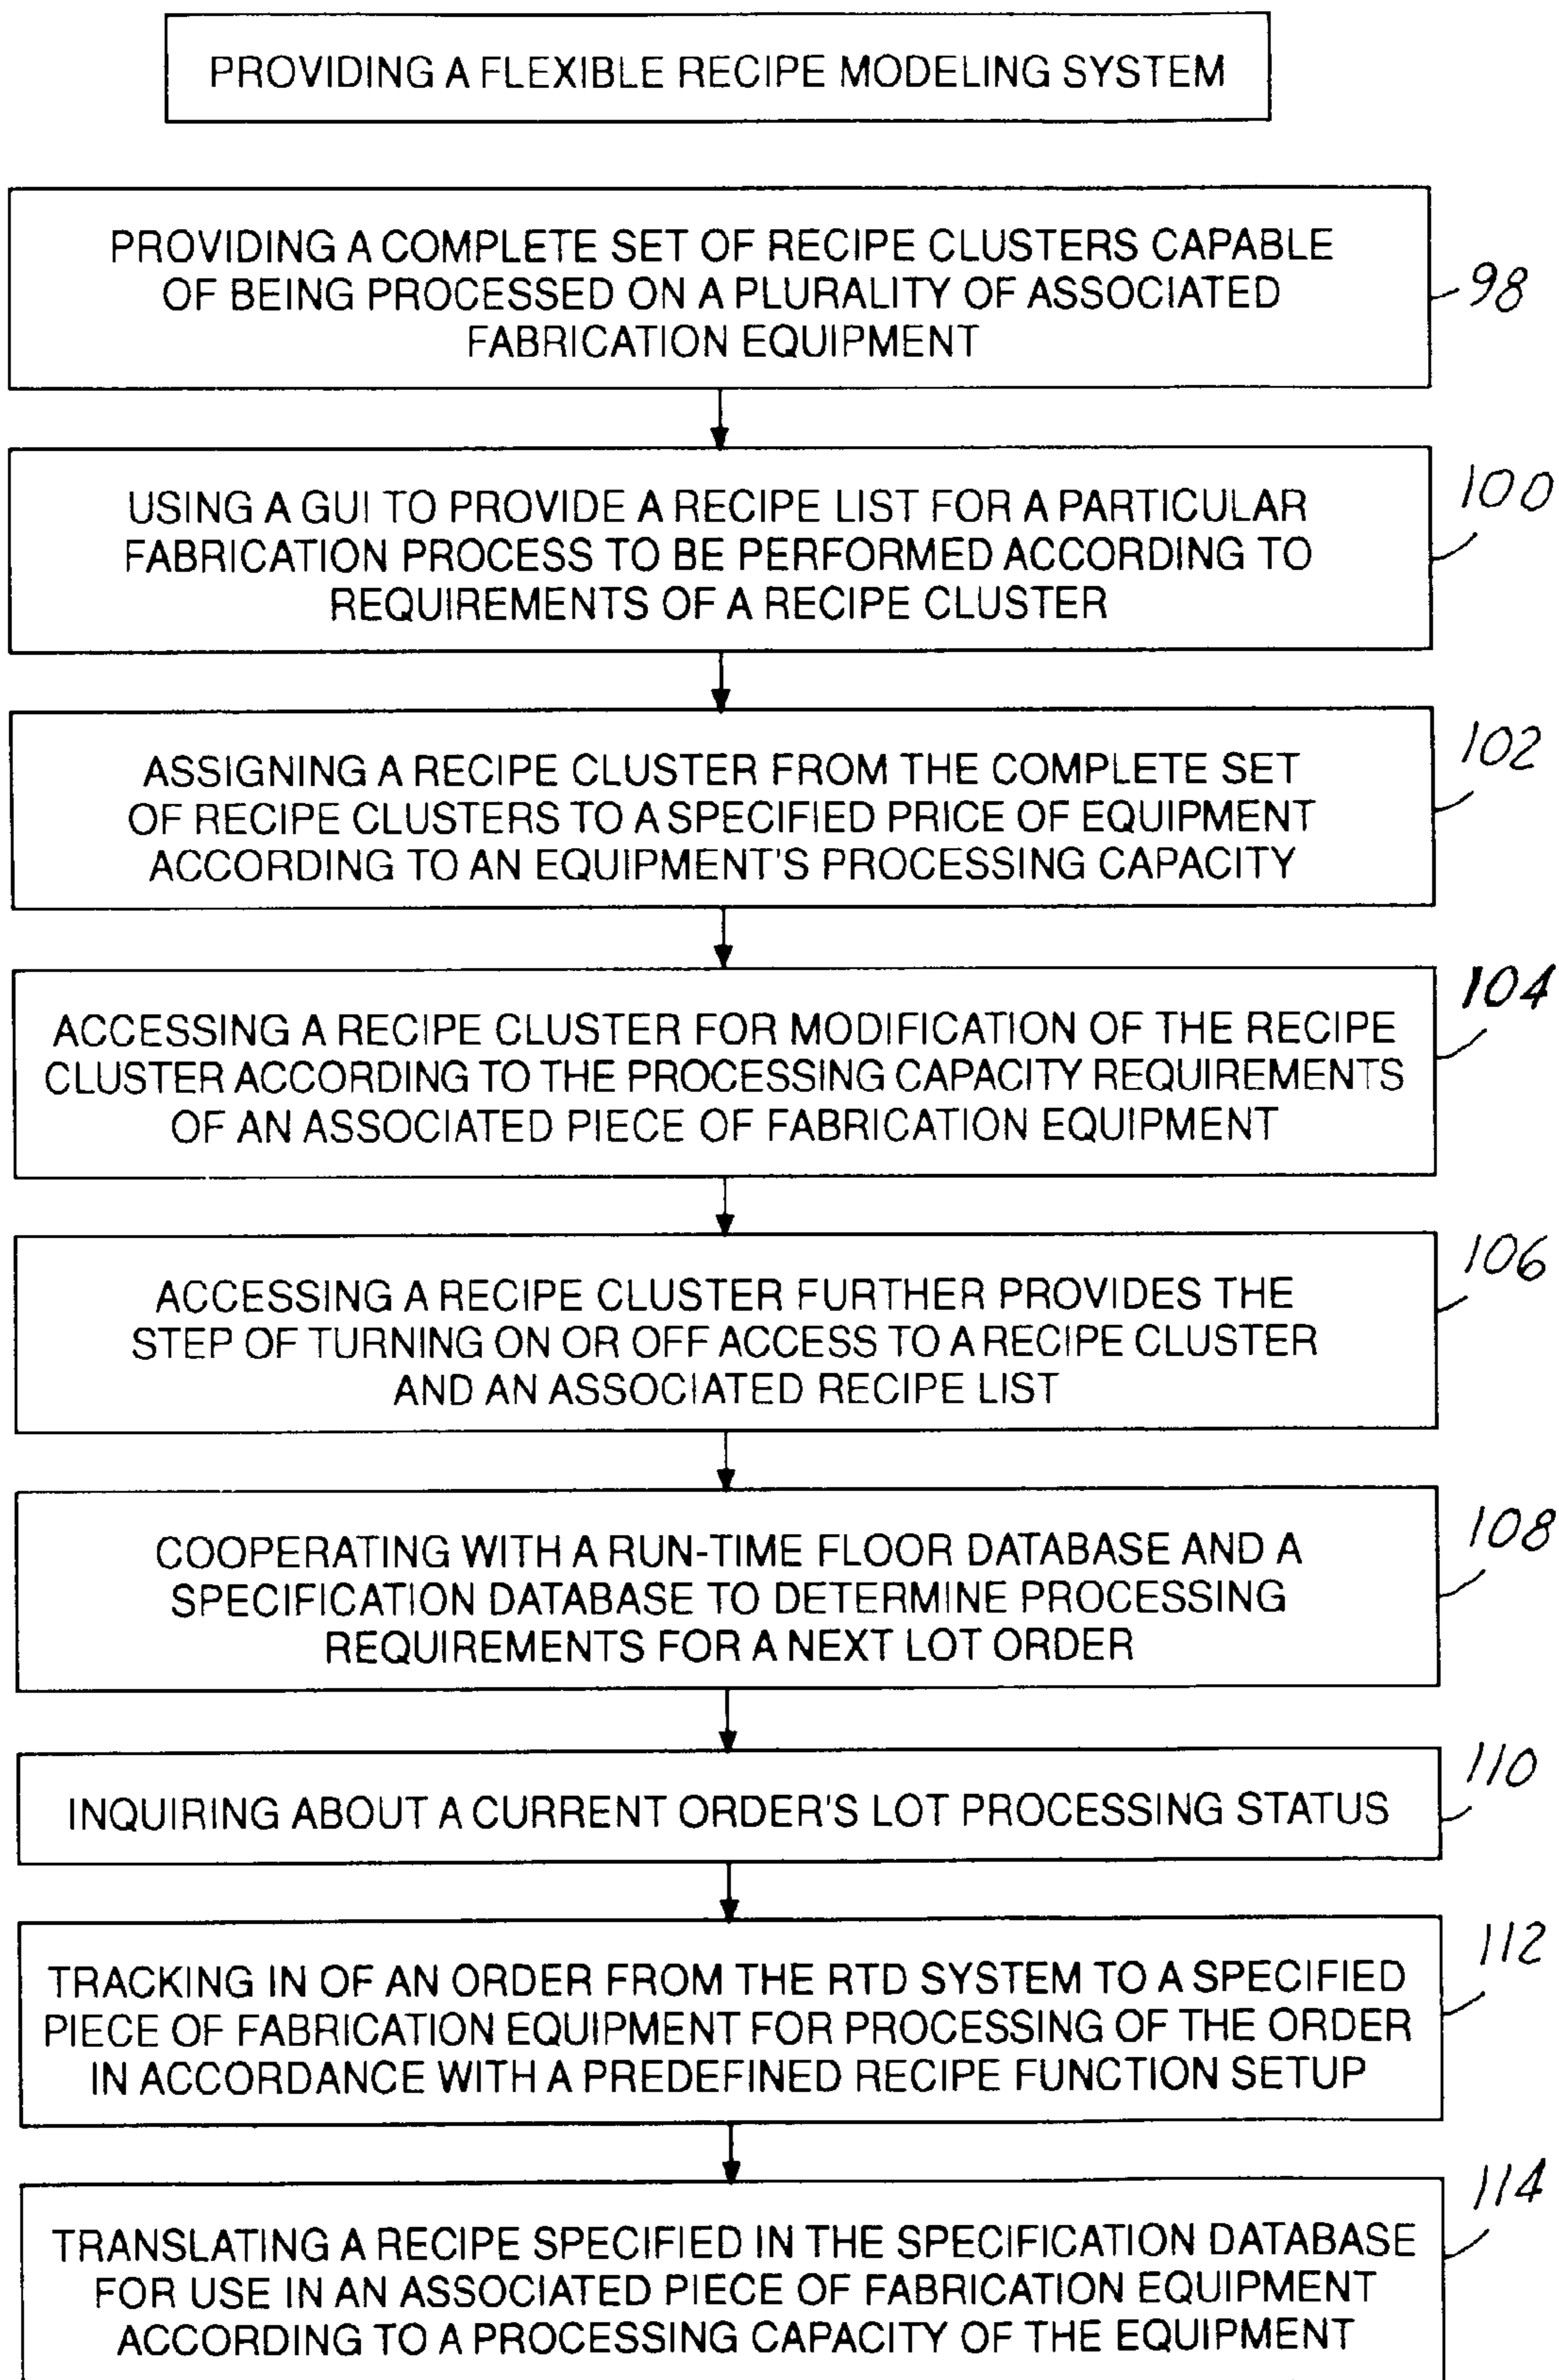 PROVIDING A FLEXIBLE RECIPE MODELING SYSTEM
PROVIDING A COMPLETE SET OF RECIPE CLUSTERS CAPABLE
OF BEING PROCESSED ON A PLURALITY OF ASSOCIATED
FABRICATION EQUIPMENT
98
USING A GUI TO PROVIDE A RECIPE LIST FOR A PARTICULAR
FABRICATION PROCESS TO BE PERFORMED ACCORDING TO
REQUIREMENTS OF A RECIPE CLUSTER
100
ASSIGNING A RECIPE CLUSTER FROM THE COMPLETE SET
OF RECIPE CLUSTERS TO A SPECIFIED PRICE OF EQUIPMENT
ACCORDING TO AN EQUIPMENT'S PROCESSING CAPACITY
102
ACCESSING A RECIPE CLUSTER FOR MODIFICATION OF THE RECIPE
CLUSTER ACCORDING TO THE PROCESSING CAPACITY REQUIREMENTS
OF AN ASSOCIATED PIECE OF FABRICATION EQUIPMENT
104
ACCESSING A RECIPE CLUSTER FURTHER PROVIDES THE
STEP OF TURNING ON OR OFF ACCESS TO A RECIPE CLUSTER
AND AN ASSOCIATED RECIPE LIST
106
COOPERATING WITH A RUN-TIME FLOOR DATABASE AND A
SPECIFICATION DATABASE TO DETERMINE PROCESSING
REQUIREMENTS FOR A NEXT LOT ORDER
108
INQUIRING ABOUT A CURRENT ORDER'S LOT PROCESSING STATUS
110
TRACKING IN OF AN ORDER FROM THE RTD SYSTEM TO A SPECIFIED
PIECE OF FABRICATION EQUIPMENT FOR PROCESSING OF THE ORDER
IN ACCORDANCE WITH A PREDEFINED RECIPE FUNCTION SETUP
112
TRANSLATING A RECIPE SPECIFIED IN THE SPECIFICATION DATABASE
FOR USE IN AN ASSOCIATED PIECE OF FABRICATION EQUIPMENT
ACCORDING TO A PROCESSING CAPACITY OF THE EQUIPMENT
114